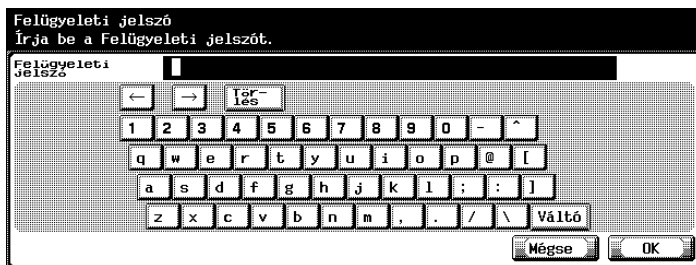 Felügyeleti jelszó
Írja be a Felügyeleti jelszót.
Felügyeleti
jelszó
← → Tör-
lés
1 2 3 4 5 6 7 8 9 0 - ^
q w e r t y u i o p @ [
a s d f g h j k l ; : ]
z x c v b n m , . / \ Váltó
Mégse OK